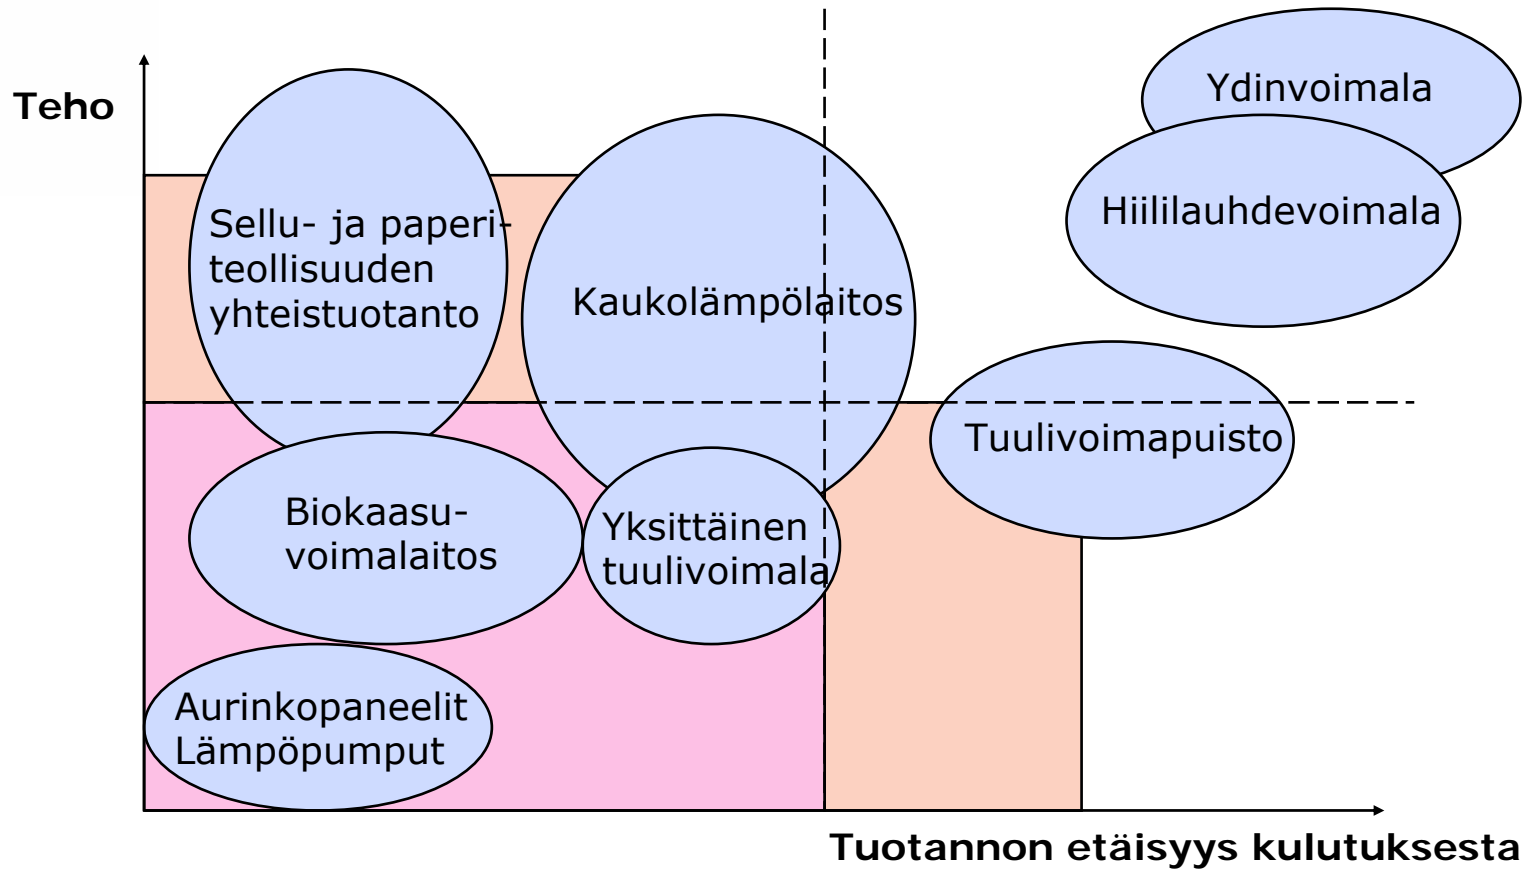 Teho
Ydinvoimala
Hiililauhdevoimala
Sellu- ja paperi-
teollisuuden
yhteistuotanto
Kaukolämpölaitos
Tuulivoimapuisto
Biokaasu-
voimalaitos
Yksittäinen
tuulivoimala
Aurinkopaneelit
Lämpöpumput
Tuotannon etäisyys kulutuksesta